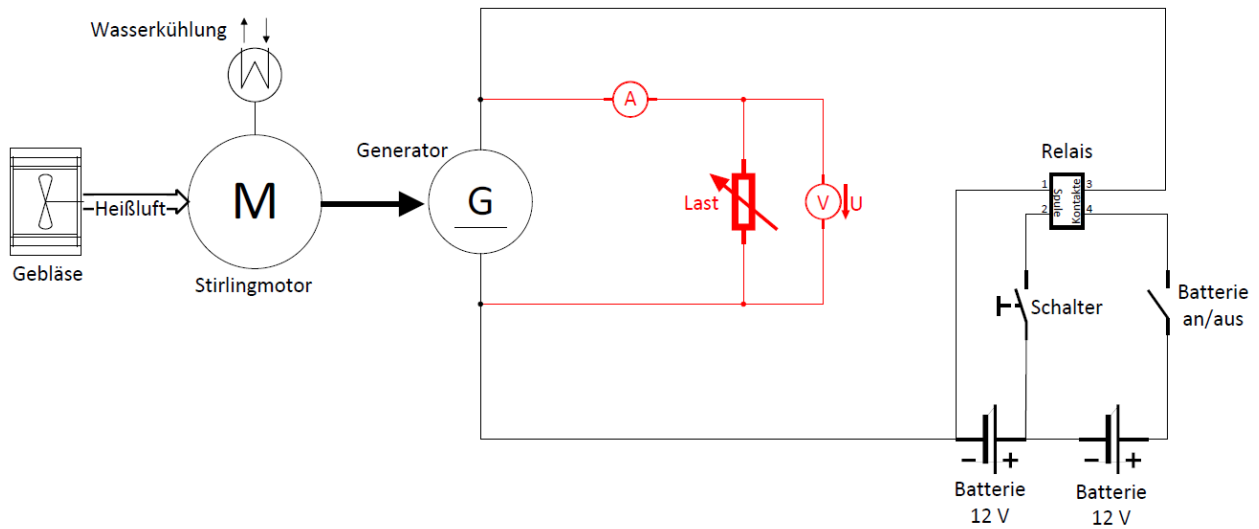 Wasserkühlung
Gebläse
Heißluft
M
Stirlingmotor
Generator
G
A
Last
V
U
Relais
1
3
2
4
Spule
Kontakte
Schalter
Batterie
an/aus
− +
Batterie
12 V
− +
Batterie
12 V